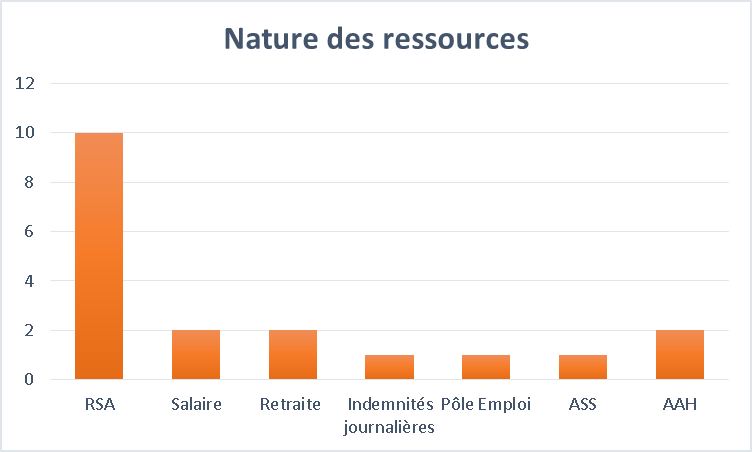 Nature des ressources
12
10
8
6
4
2
0
RSA
Salaire
Retraite
Indemnités
journalières
Pôle Emploi
ASS
AAH